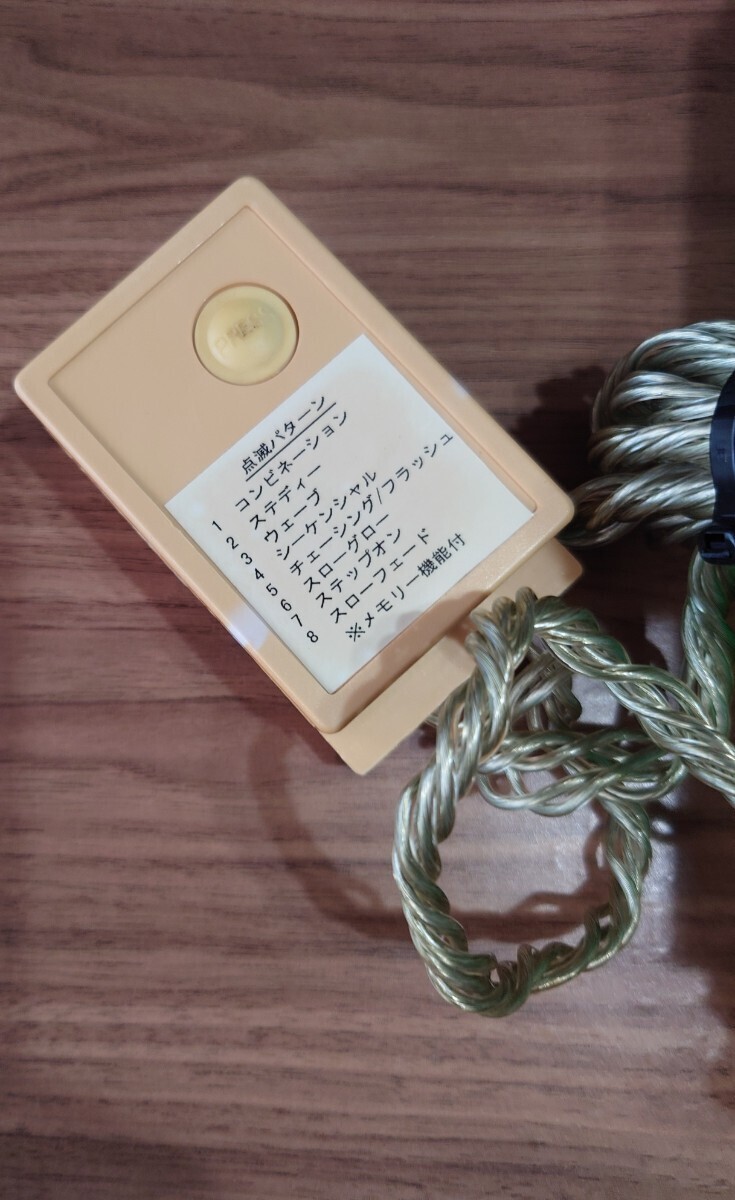 点滅パターン
1 コンビネーション
2 ステディー
3 ウェーブ
4 シーケンシャル
5 チェーシング/フラッシュ
6 スローグロー
7 ステップオン
8 スローフェード
※メモリー機能付